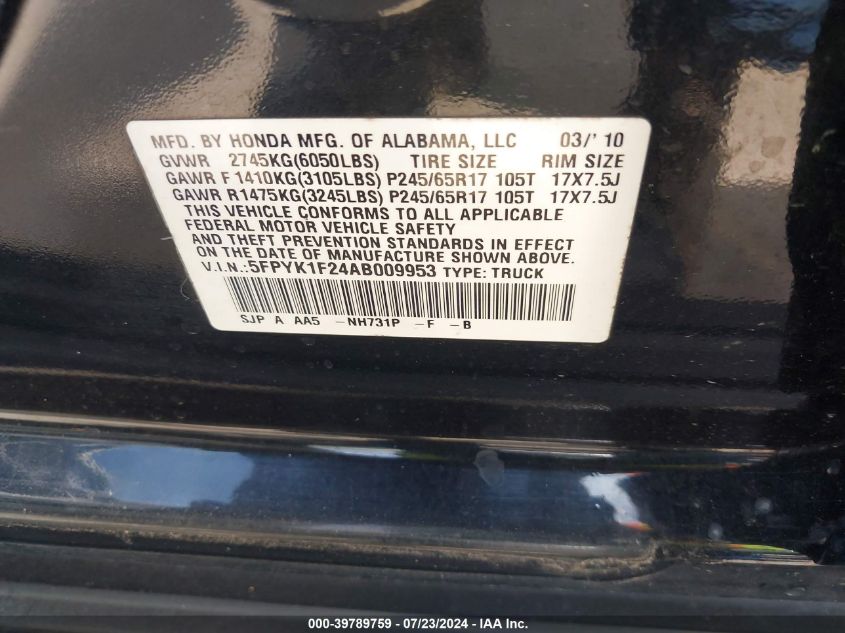 MFD. BY HONDA MFG. OF ALABAMA, LLC 03/'10
GVWR 2745KG(6050LBS) TIRE SIZE RIM SIZE
GAWR F1410KG(3105LBS) P245/65R17 105T 17X7.5J
GAWR R1475KG(3245LBS) P245/65R17 105T 17X7.5J
THIS VEHICLE CONFORMS TO ALL APPLICABLE
FEDERAL MOTOR VEHICLE SAFETY
AND THEFT PREVENTION STANDARDS IN EFFECT
ON THE DATE OF MANUFACTURE SHOWN ABOVE.
V.I.N.:5FPYK1F24AB009953 TYPE: TRUCK
SJP A AA5 -NH731P -F -B
000-39789759 - 07/23/2024 - IAA Inc.